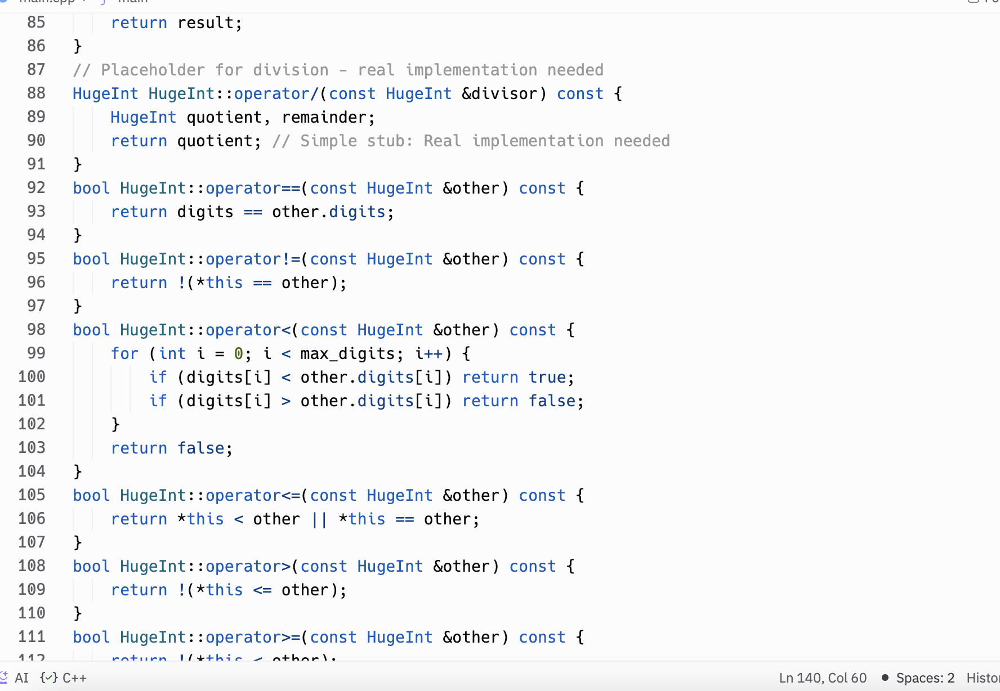 main.cpp main
85 return result;
86 }
87 // Placeholder for division - real implementation needed
88 HugeInt HugeInt::operator/(const HugeInt &divisor) const {
89 HugeInt quotient, remainder;
90 return quotient; // Simple stub: Real implementation needed
91 }
92 bool HugeInt::operator==(const HugeInt &other) const {
93 return digits == other.digits;
94 }
95 bool HugeInt::operator!=(const HugeInt &other) const {
96 return !(*this == other);
97 }
98 bool HugeInt::operator<(const HugeInt &other) const {
99 for (int i = 0; i < max_digits; i++) {
100 if (digits[i] < other.digits[i]) return true;
101 if (digits[i] > other.digits[i]) return false;
102 }
103 return false;
104 }
105 bool HugeInt::operator<=(const HugeInt &other) const {
106 return *this < other || *this == other;
107 }
108 bool HugeInt::operator>(const HugeInt &other) const {
109 return !(*this <= other);
110 }
111 bool HugeInt::operator>=(const HugeInt &other) const {
112 return !(*this < other);
AI {✓} C++ Ln 140, Col 60 • Spaces: 2 Histo